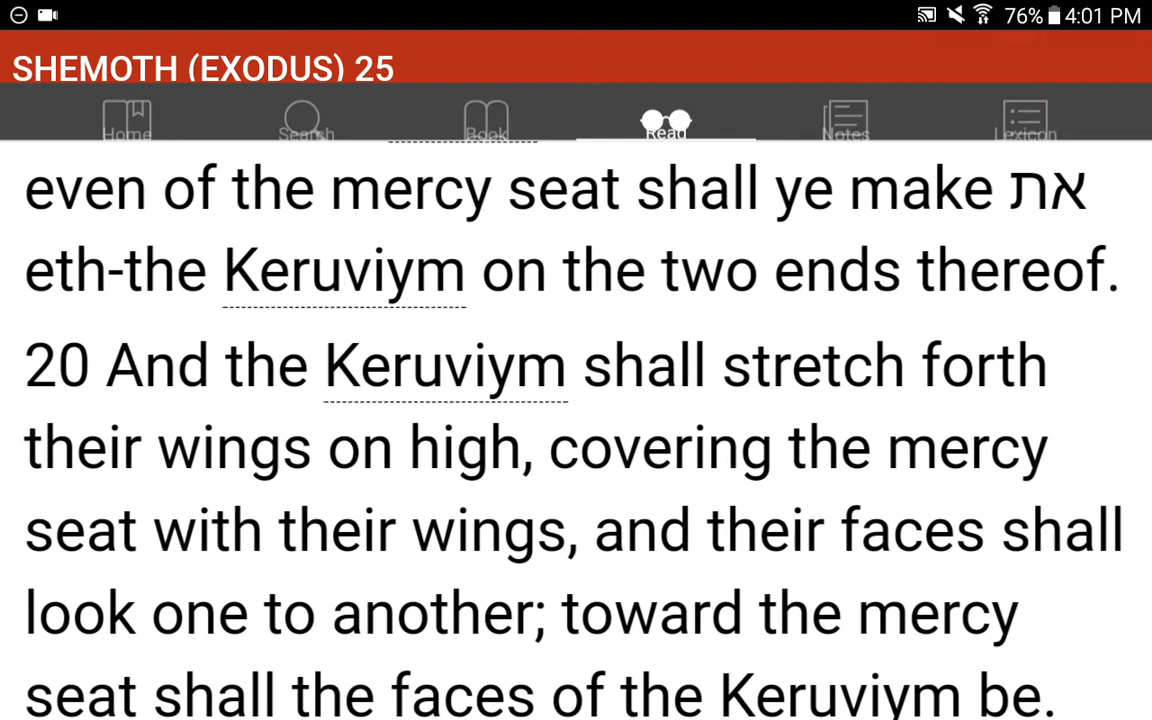 76% 4:01 PM
SHEMOTH (EXODUS) 25
Home Search Book Read Notes Lexicon
even of the mercy seat shall ye make את
eth-the Keruviym on the two ends thereof.
20 And the Keruviym shall stretch forth
their wings on high, covering the mercy
seat with their wings, and their faces shall
look one to another; toward the mercy
seat shall the faces of the Keruviym be.